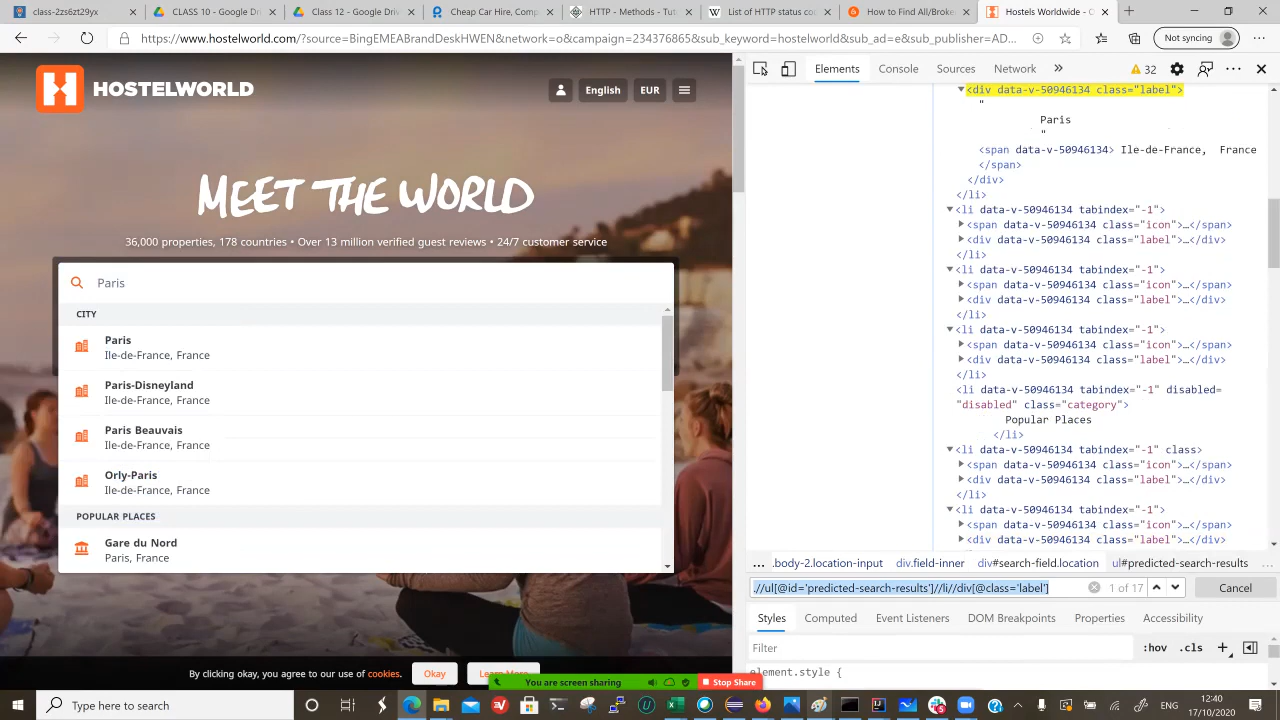 class-2zs6zt29yx
CLASS 10 - Google Dri
Class 12 - Google Driv
Cheap Car Hire, Comp
HTTP - Methods - Tut
List of HTTP status co
How to Find All/Broke
Hostels Worldwide - C
https://www.hostelworld.com/?source=BingEMEABrandDeskHWEN&network=o&campaign=234376865&sub_keyword=hostelworld&sub_ad=e&sub_publisher=AD...
Not syncing
HOSTELWORLD
English
EUR
MEET THE WORLD
36,000 properties, 178 countries • Over 13 million verified guest reviews • 24/7 customer service
Paris
CITY
Paris
Ile-de-France, France
Paris-Disneyland
Ile-de-France, France
Paris Beauvais
Ile-de-France, France
Orly-Paris
Ile-de-France, France
POPULAR PLACES
Gare du Nord
Paris, France
By clicking okay, you agree to our use of cookies.
Okay
Learn More
You are screen sharing
Stop Share
Elements
Console
Sources
Network
32
<div data-v-50946134 class="label">
"
Paris
"
<span data-v-50946134> Ile-de-France,  France
</span>
</div>
</li>
<li data-v-50946134 tabindex="-1">
<span data-v-50946134 class="icon">…</span>
<div data-v-50946134 class="label">…</div>
</li>
<li data-v-50946134 tabindex="-1">
<span data-v-50946134 class="icon">…</span>
<div data-v-50946134 class="label">…</div>
</li>
<li data-v-50946134 tabindex="-1">
<span data-v-50946134 class="icon">…</span>
<div data-v-50946134 class="label">…</div>
</li>
<li data-v-50946134 tabindex="-1" disabled=
"disabled" class="category">
Popular Places
</li>
<li data-v-50946134 tabindex="-1" class>
<span data-v-50946134 class="icon">…</span>
<div data-v-50946134 class="label">…</div>
</li>
<li data-v-50946134 tabindex="-1">
<span data-v-50946134 class="icon">…</span>
<div data-v-50946134 class="label">…</div>
... .body-2.location-input div.field-inner div#search-field.location ul#predicted-search-results ...
.//ul[@id='predicted-search-results']//li//div[@class='label']
1 of 17
Cancel
Styles
Computed
Event Listeners
DOM Breakpoints
Properties
Accessibility
Filter
:hov
.cls
element.style {
Type here to search
ENG
12:40
17/10/2020